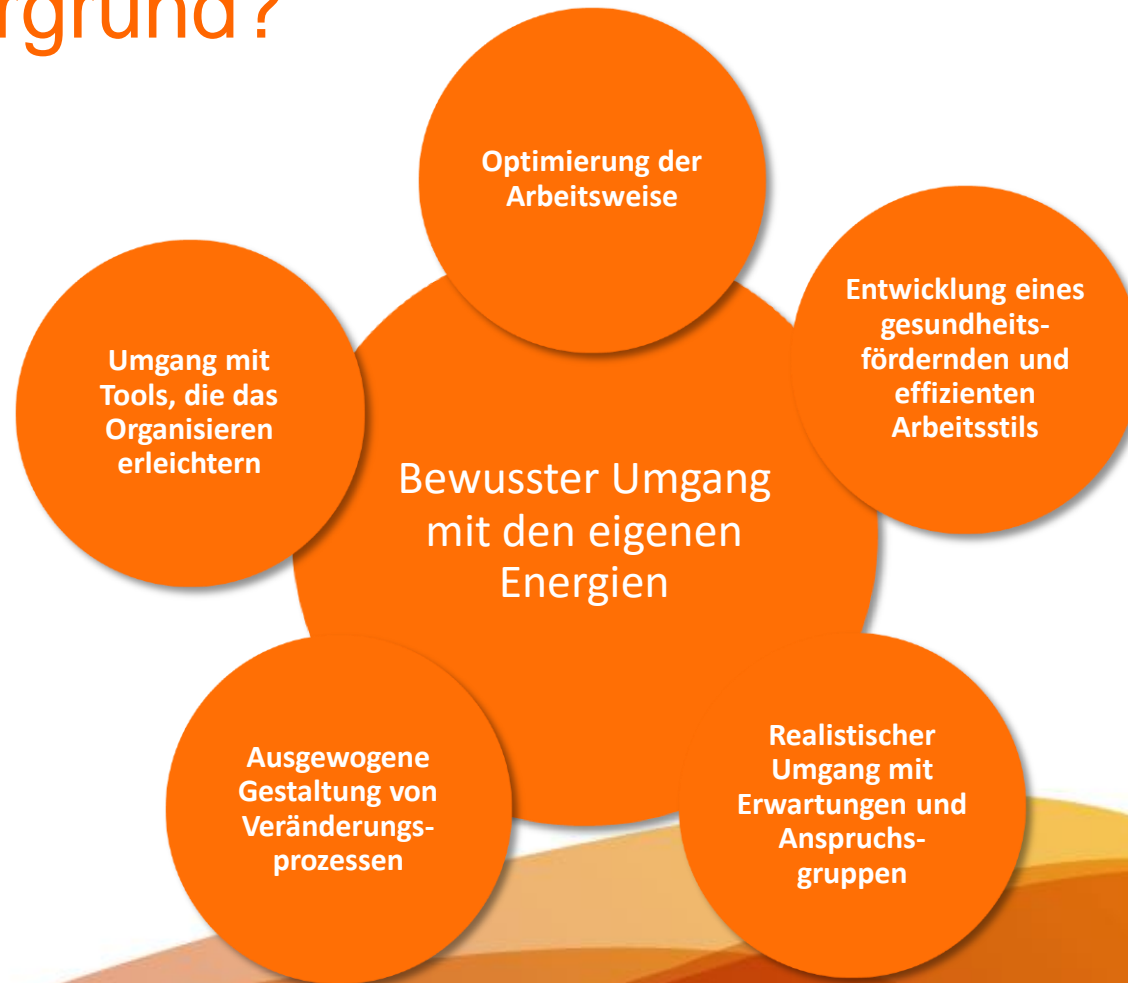 rgrund?
Optimierung der
Arbeitsweise
Entwicklung eines
gesundheits-
fördernden und
effizienten
Arbeitsstils
Umgang mit
Tools, die das
Organisieren
erleichtern
Bewusster Umgang
mit den eigenen
Energien
Realistischer
Umgang mit
Erwartungen und
Anspruchs-
gruppen
Ausgewogene
Gestaltung von
Veränderungs-
prozessen